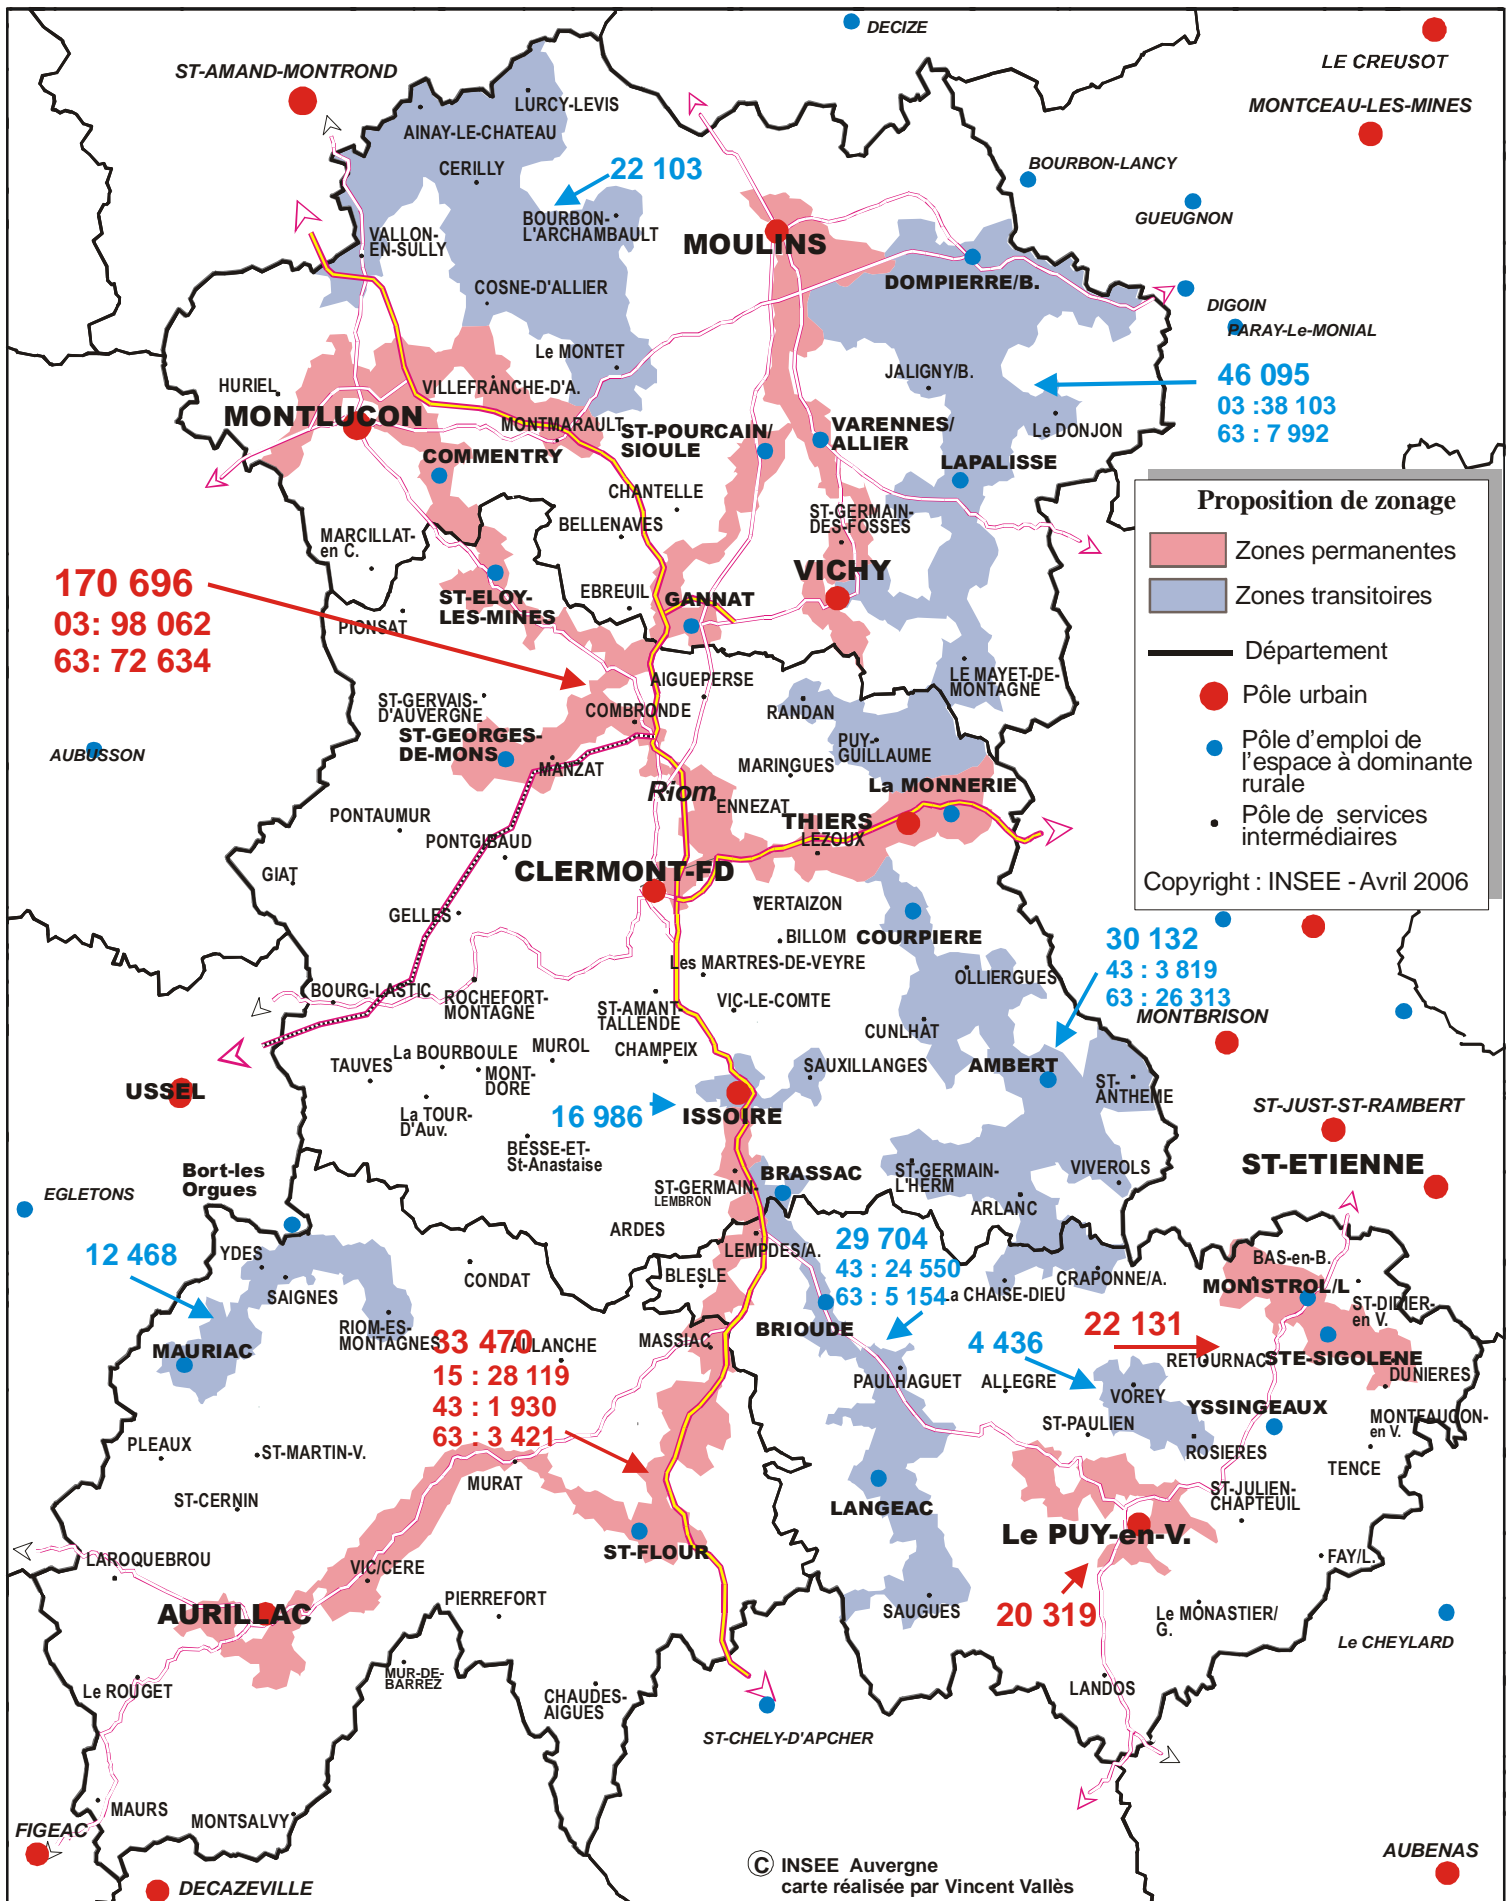 DECIZE
LE CREUSOT
ST-AMAND-MONTROND
MONTCEAU-LES-MINES
LURCY-LEVIS
AINAY-LE-CHATEAU
CERILLY
22 103
BOURBON-LANCY
BOURBON-
L'ARCHAMBAULT
GUEUGNON
VALLON-
EN-SULLY
MOULINS
COSNE-D'ALLIER
DOMPIERRE/B.
DIGOIN
PARAY-Le-MONIAL
Le MONTET
HURIEL
VILLEFRANCHE-D'A.
JALIGNY/B.
46 095
03 :38 103
63 : 7 992
MONTLUCON
MONTMARAULT
ST-POURCAIN/
SIOULE
VARENNES/
ALLIER
Le DONJON
COMMENTRY
LAPALISSE
CHANTELLE
BELLENAVES
ST-GERMAIN-
DES-FOSSES
MARCILLAT-
en C.
Proposition de zonage
Zones permanentes
Zones transitoires
Département
Pôle urbain
Pôle d'emploi de
l'espace à dominante
rurale
Pôle de services
intermédiaires
Copyright : INSEE - Avril 2006
170 696
03: 98 062
63: 72 634
VICHY
ST-ELOY-
LES-MINES
EBREUIL
GANNAT
PIONSAT
AIGUEPERSE
LE MAYET-DE-
MONTAGNE
ST-GERVAIS-
D'AUVERGNE
COMBRONDE
RANDAN
ST-GEORGES-
DE-MONS
PUY-
GUILLAUME
AUBUSSON
MANZAT
MARINGUES
Riom
ENNEZAT
La MONNERIE
PONTAUMUR
THIERS
LEZOUX
PONTGIBAUD
GIAT
CLERMONT-FD
VERTAIZON
GELLES
BILLOM
COURPIERE
30 132
43 : 3 819
63 : 26 313
Les MARTRES-DE-VEYRE
OLLIERGUES
BOURG-LASTIC
ROCHEFORT-
MONTAGNE
ST-AMANT-
TALLENDE
VIC-LE-COMTE
MONTBRISON
CUNLHAT
La BOURBOULE
MUROL
CHAMPEIX
TAUVES
MONT-
DORE
SAUXILLANGES
AMBERT
ST-
ANTHEME
USSEL
La TOUR-
D'Auv.
16 986
ISSOIRE
ST-JUST-ST-RAMBERT
BESSE-ET-
St-Anastaise
ST-ETIENNE
Bort-les
Orgues
BRASSAC
ST-GERMAIN-
L'HERM
VIVEROLS
ST-GERMAIN-
LEMBRON
EGLETONS
ARLANC
ARDES
12 468
YDES
LEMPDES/A.
29 704
43 : 24 550
63 : 5 154
BAS-en-B.
CONDAT
BLESLE
CRAPONNE/A.
La CHAISE-DIEU
MONISTROL/L
SAIGNES
ST-DIDIER-
en V.
RIOM-ES-
MONTAGNES
BRIOUDE
22 131
MAURIAC
ALLANCHE
MASSIAC
4 436
RETOURNAC
STE-SIGOLENE
DUNIERES
33 470
15 : 28 119
43 : 1 930
63 : 3 421
PAULHAGUET
ALLEGRE
VOREY
YSSINGEAUX
ST-PAULIEN
MONTFAUCON-
en V.
PLEAUX
ST-MARTIN-V.
ROSIERES
TENCE
MURAT
ST-CERNIN
LANGEAC
ST-JULIEN-
CHAPTEUIL
Le PUY-en-V.
ST-FLOUR
LAROQUEBROU
VIC/CERE
FAY/L.
PIERREFORT
AURILLAC
SAUGUES
20 319
Le MONASTIER/
G.
Le CHEYLARD
MUR-DE-
BARREZ
Le ROUGET
CHAUDES-
AIGUES
LANDOS
ST-CHELY-D'APCHER
MAURS
MONTSALVY
FIGEAC
AUBENAS
DECAZEVILLE
C INSEE Auvergne
carte réalisée par Vincent Vallès